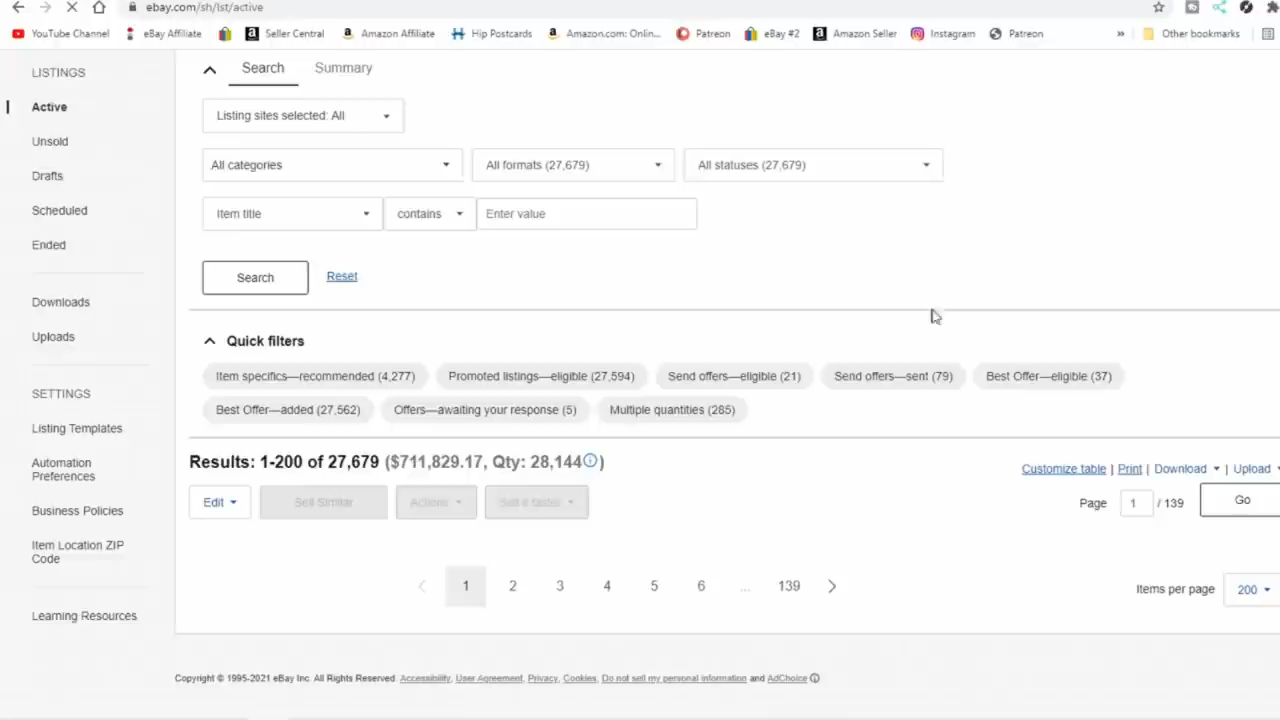 ebay.com/sh/lst/active
YouTube Channel eBay Affiliate Seller Central Amazon Affiliate Hip Postcards Amazon.com: Onlin... Patreon eBay #2 Amazon Seller Instagram Patreon » Other bookmarks
LISTINGS
Active
Unsold
Drafts
Scheduled
Ended
Downloads
Uploads
SETTINGS
Listing Templates
Automation
Preferences
Business Policies
Item Location ZIP
Code
Learning Resources
Search Summary
Listing sites selected: All
All categories All formats (27,679) All statuses (27,679)
Item title contains Enter value
Search Reset
Quick filters
Item specifics—recommended (4,277) Promoted listings—eligible (27,594) Send offers—eligible (21) Send offers—sent (79) Best Offer—eligible (37)
Best Offer—added (27,562) Offers—awaiting your response (5) Multiple quantities (285)
Results: 1-200 of 27,679 ($711,829.17, Qty: 28,144)
Customize table | Print | Download | Upload
Edit Sell Similar Actions Sell it faster
Page 1 / 139 Go
1 2 3 4 5 6 ... 139
Items per page 200
Copyright © 1995-2021 eBay Inc. All Rights Reserved. Accessibility, User Agreement, Privacy, Cookies, Do not sell my personal information and AdChoice